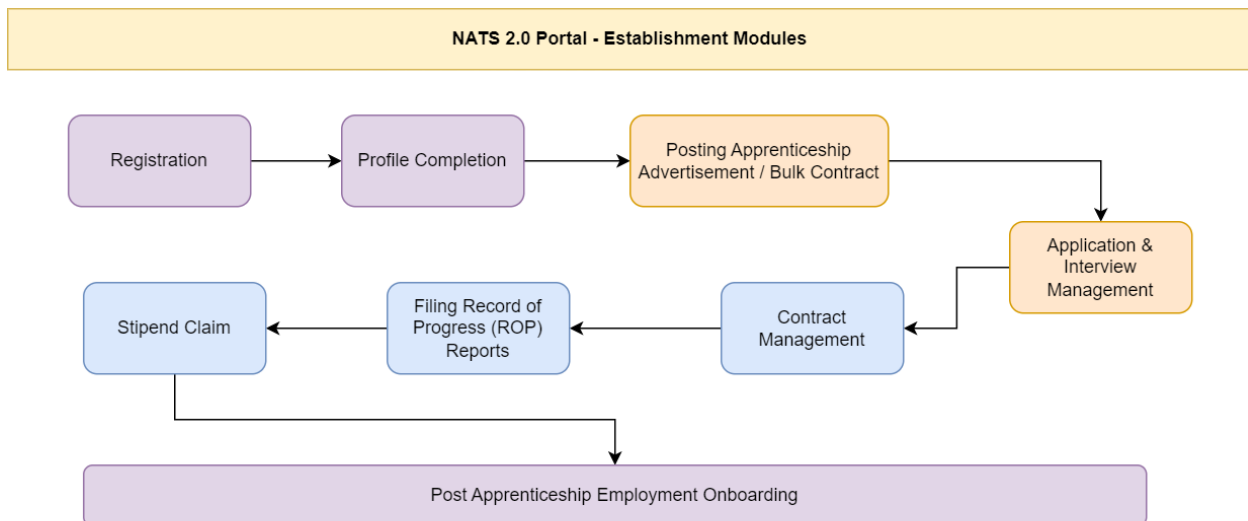 NATS 2.0 Portal - Establishment Modules
Registration
Profile Completion
Posting Apprenticeship
Advertisement / Bulk Contract
Application &
Interview
Management
Contract
Management
Filing Record of
Progress (ROP)
Reports
Stipend Claim
Post Apprenticeship Employment Onboarding